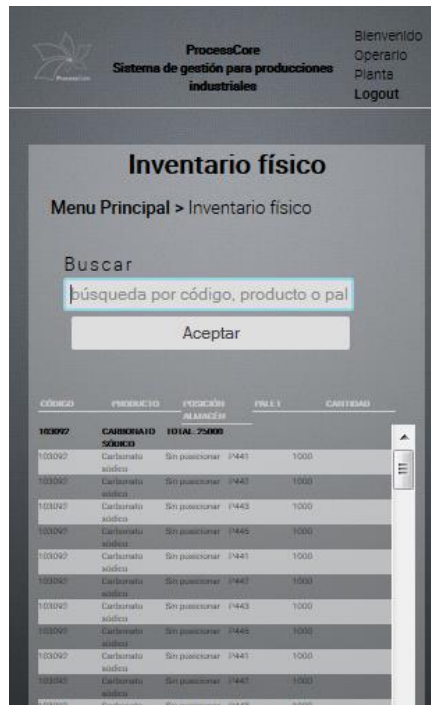 Bienvenido
Operario
Planta
Logout
ProcessCore
ProcessCore
Sistema de gestión para producciones
industriales
Inventario físico
Menu Principal > Inventario físico
Buscar
búsqueda por código, producto o pal
Aceptar
CÓDIGO PRODUCTO POSICIÓN PALET CANTIDAD
ALMACÉN
103092 CARBONATO TOTAL: 25000
SÓDICO
103092 Carbonato Sin posicionar P441 1000
sódico
103092 Carbonato Sin posicionar P442 1000
sódico
103092 Carbonato Sin posicionar P443 1000
sódico
103092 Carbonato Sin posicionar P445 1000
sódico
103092 Carbonato Sin posicionar P441 1000
sódico
103092 Carbonato Sin posicionar P442 1000
sódico
103092 Carbonato Sin posicionar P443 1000
sódico
103092 Carbonato Sin posicionar P445 1000
sódico
103092 Carbonato Sin posicionar P441 1000
sódico
103092 Carbonato Sin posicionar P442 1000
sódico